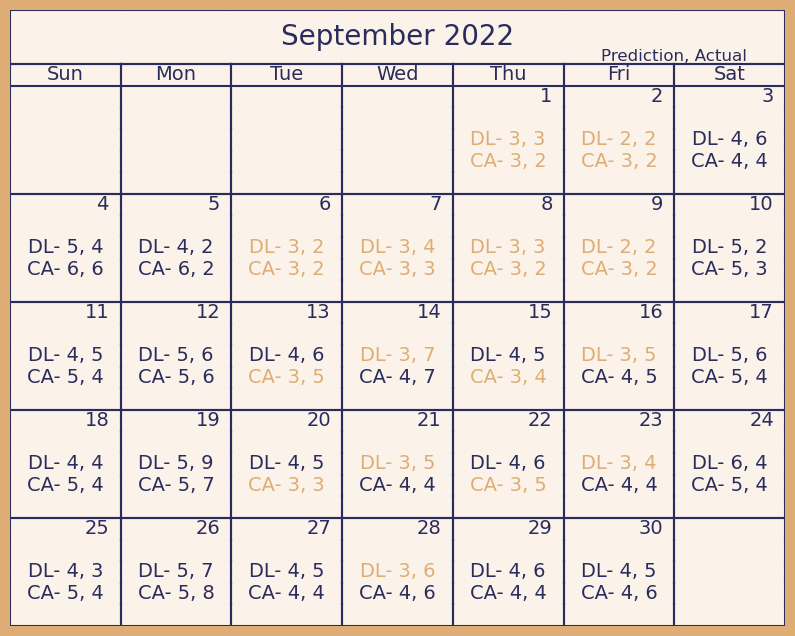 September 2022
Prediction, Actual
Sun Mon Tue Wed Thu Fri Sat
1 2 3
DL- 3, 3 DL- 2, 2 DL- 4, 6
CA- 3, 2 CA- 3, 2 CA- 4, 4
4 5 6 7 8 9 10
DL- 5, 4 DL- 4, 2 DL- 3, 2 DL- 3, 4 DL- 3, 3 DL- 2, 2 DL- 5, 2
CA- 6, 6 CA- 6, 2 CA- 3, 2 CA- 3, 3 CA- 3, 2 CA- 3, 2 CA- 5, 3
11 12 13 14 15 16 17
DL- 4, 5 DL- 5, 6 DL- 4, 6 DL- 3, 7 DL- 4, 5 DL- 3, 5 DL- 5, 6
CA- 5, 4 CA- 5, 6 CA- 3, 5 CA- 4, 7 CA- 3, 4 CA- 4, 5 CA- 5, 4
18 19 20 21 22 23 24
DL- 4, 4 DL- 5, 9 DL- 4, 5 DL- 3, 5 DL- 4, 6 DL- 3, 4 DL- 6, 4
CA- 5, 4 CA- 5, 7 CA- 3, 3 CA- 4, 4 CA- 3, 5 CA- 4, 4 CA- 5, 4
25 26 27 28 29 30
DL- 4, 3 DL- 5, 7 DL- 4, 5 DL- 3, 6 DL- 4, 6 DL- 4, 5
CA- 5, 4 CA- 5, 8 CA- 4, 4 CA- 4, 6 CA- 4, 4 CA- 4, 6